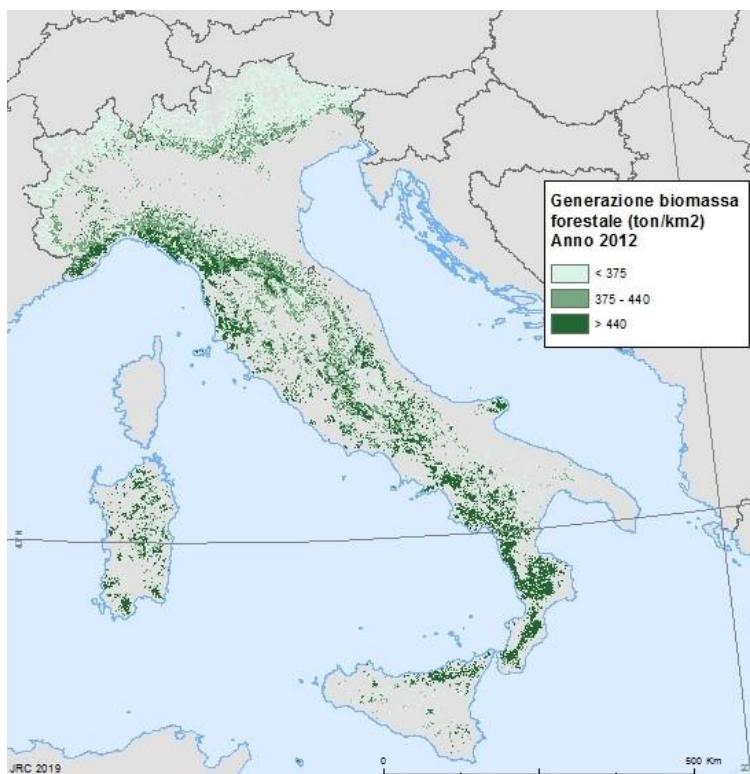 Generazione biomassa
forestale (ton/km2)
Anno 2012
< 375
375 - 440
> 440
JRC 2019
0
500 Km